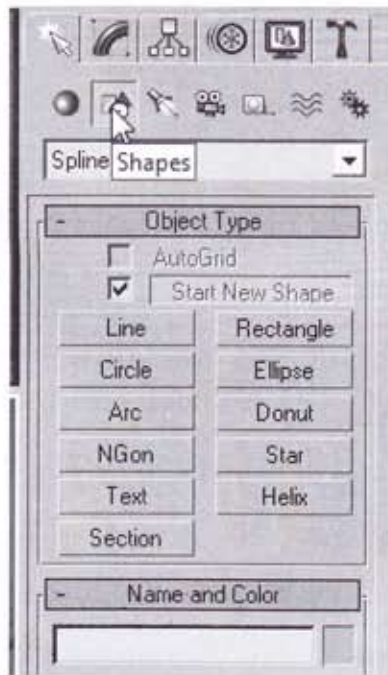 Spline Shapes
- Object Type
AutoGrid
Start New Shape
Line Rectangle
Circle Ellipse
Arc Donut
NGon Star
Text Helix
Section
- Name and Color